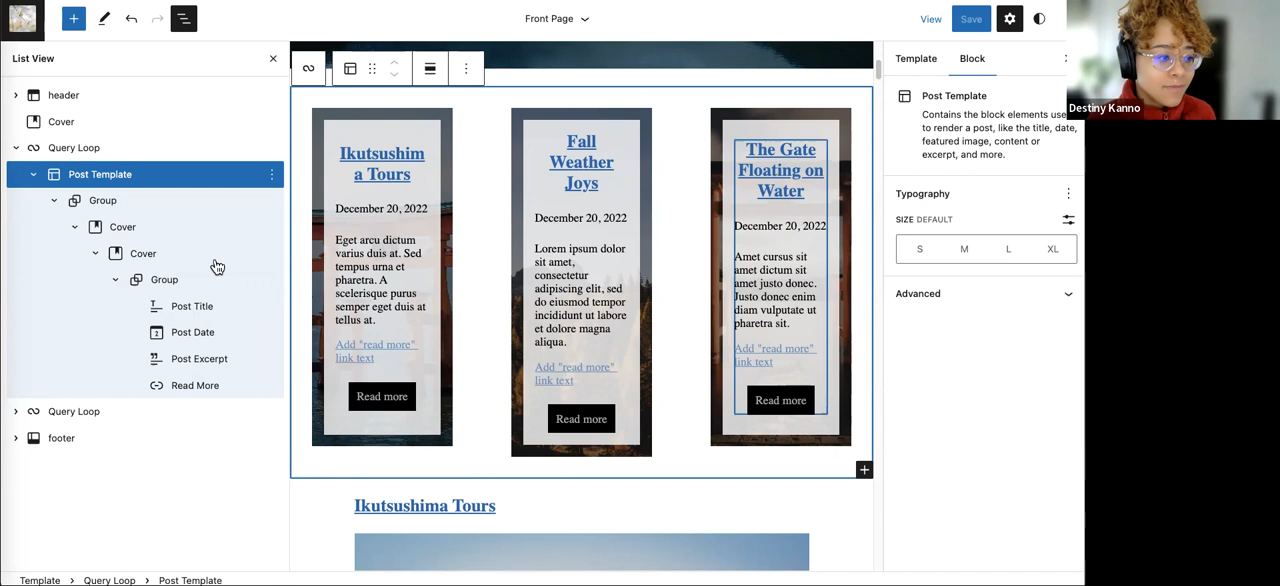 Front Page
View
Save
List View
header
Cover
Query Loop
Post Template
Group
Cover
Cover
Group
Post Title
Post Date
Post Excerpt
Read More
Query Loop
footer
Ikutsushim
a Tours
December 20, 2022
Eget arcu dictum
varius duis at. Sed
tempus urna et
pharetra. A
scelerisque purus
semper eget duis at
tellus at.
Add "read more"
link text
Read more
Fall
Weather
Joys
December 20, 2022
Lorem ipsum dolor
sit amet,
consectetur
adipiscing elit, sed
do eiusmod tempor
incididunt ut labore
et dolore magna
aliqua.
Add "read more"
link text
Read more
The Gate
Floating on
Water
December 20, 2022
Amet cursus sit
amet dictum sit
amet justo donec.
Justo donec enim
diam vulputate ut
pharetra sit.
Add "read more"
link text
Read more
Ikutsushima Tours
Template Block
Post Template
Contains the block elements use
to render a post, like the title, date,
featured image, content or
excerpt, and more.
Typography
SIZE DEFAULT
S M L XL
Advanced
Destiny Kanno
Template > Query Loop > Post Template